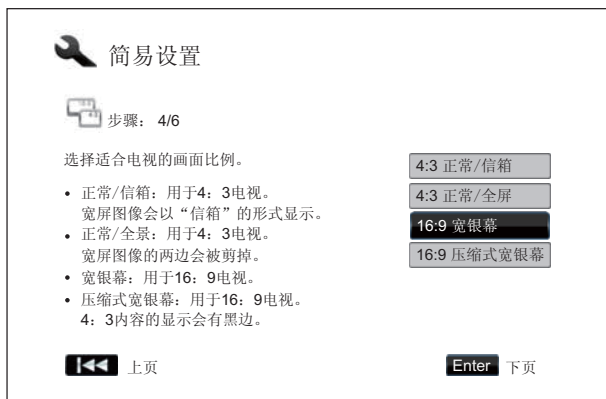 简易设置
步骤： 4/6
选择适合电视的画面比例。
• 正常/信箱：用于4：3电视。
宽屏图像会以“信箱”的形式显示。
• 正常/全景：用于4：3电视。
宽屏图像的两边会被剪掉。
• 宽银幕：用于16：9电视。
• 压缩式宽银幕：用于16：9电视。
4：3内容的显示会有黑边。
4:3 正常/信箱
4:3 正常/全屏
16:9 宽银幕
16:9 压缩式宽银幕
上页
Enter 下页